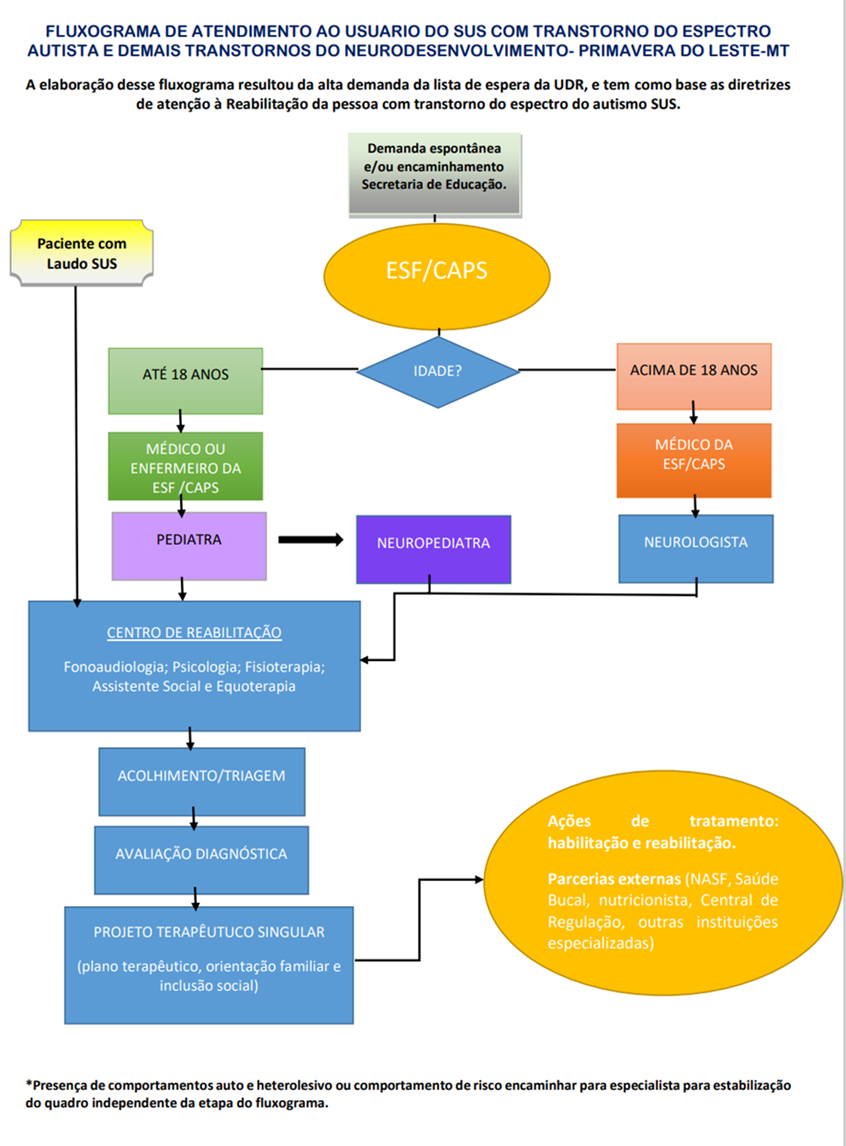 FLUXOGRAMA DE ATENDIMENTO AO USUARIO DO SUS COM TRANSTORNO DO ESPECTRO
AUTISTA E DEMAIS TRANSTORNOS DO NEURODESENVOLVIMENTO- PRIMAVERA DO LESTE-MT
A elaboração desse fluxograma resultou da alta demanda da lista de espera da UDR, e tem como base as diretrizes
de atenção à Reabilitação da pessoa com transtorno do espectro do autismo SUS.
Demanda espontânea
e/ou encaminhamento
Secretaria de Educação.
Paciente com
Laudo SUS
ESF/CAPS
IDADE?
ATÉ 18 ANOS
ACIMA DE 18 ANOS
MÉDICO OU
ENFERMEIRO DA
ESF /CAPS
MÉDICO DA
ESF/CAPS
PEDIATRA
NEUROPEDIATRA
NEUROLOGISTA
CENTRO DE REABILITAÇÃO
Fonoaudiologia; Psicologia; Fisioterapia;
Assistente Social e Equoterapia
ACOLHIMENTO/TRIAGEM
AVALIAÇÃO DIAGNÓSTICA
PROJETO TERAPÊUTUCO SINGULAR
(plano terapêutico, orientação familiar e
inclusão social)
Ações de tratamento:
habilitação e reabilitação.
Parcerias externas (NASF, Saúde
Bucal, nutricionista, Central de
Regulação, outras instituições
especializadas)
*Presença de comportamentos auto e heterolesivo ou comportamento de risco encaminhar para especialista para estabilização
do quadro independente da etapa do fluxograma.